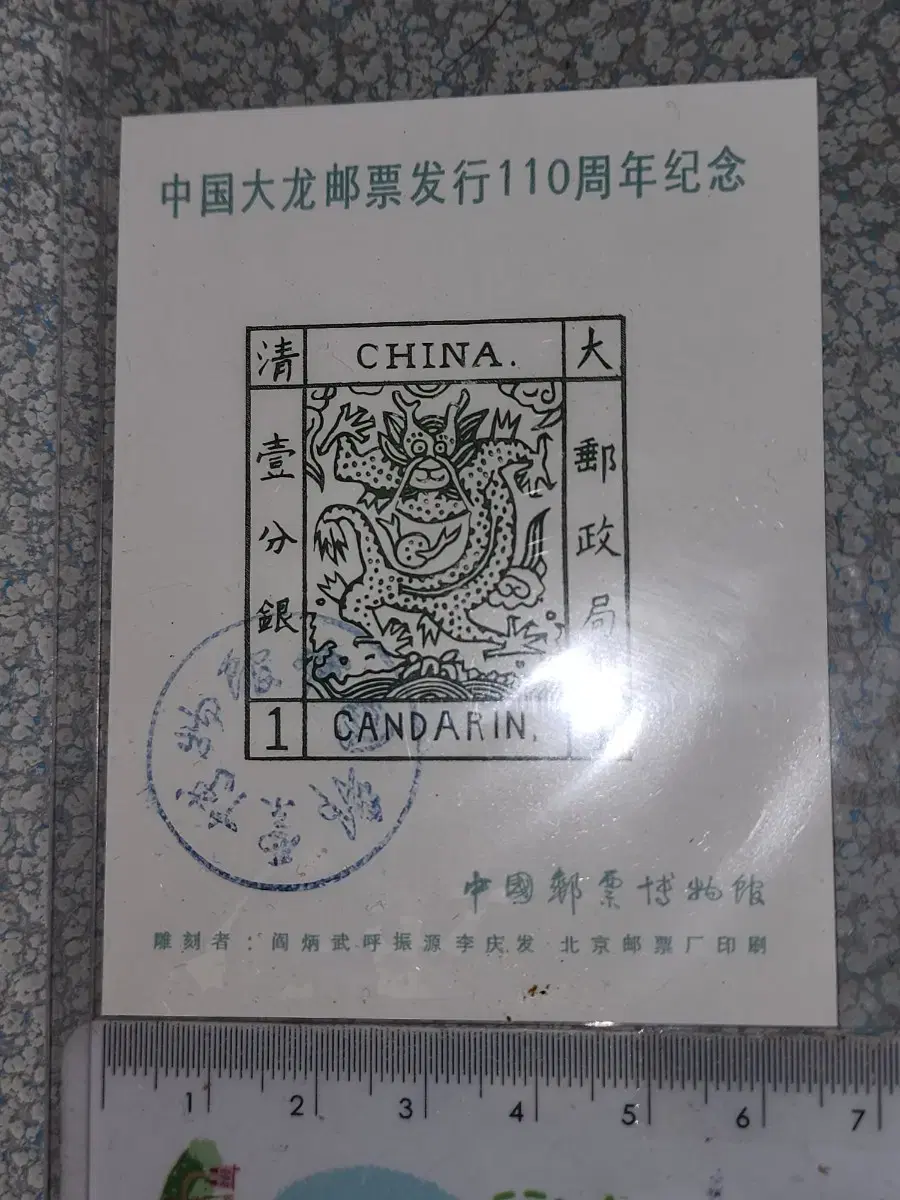 中国大龙邮票发行110周年纪念
清 CHINA. 大
壹分銀
郵政局
1 CANDARIN.
中國郵票博物館
雕刻者：阎炳武呼振源李庆发 北京邮票厂印刷
1 2 3 4 5 6 7